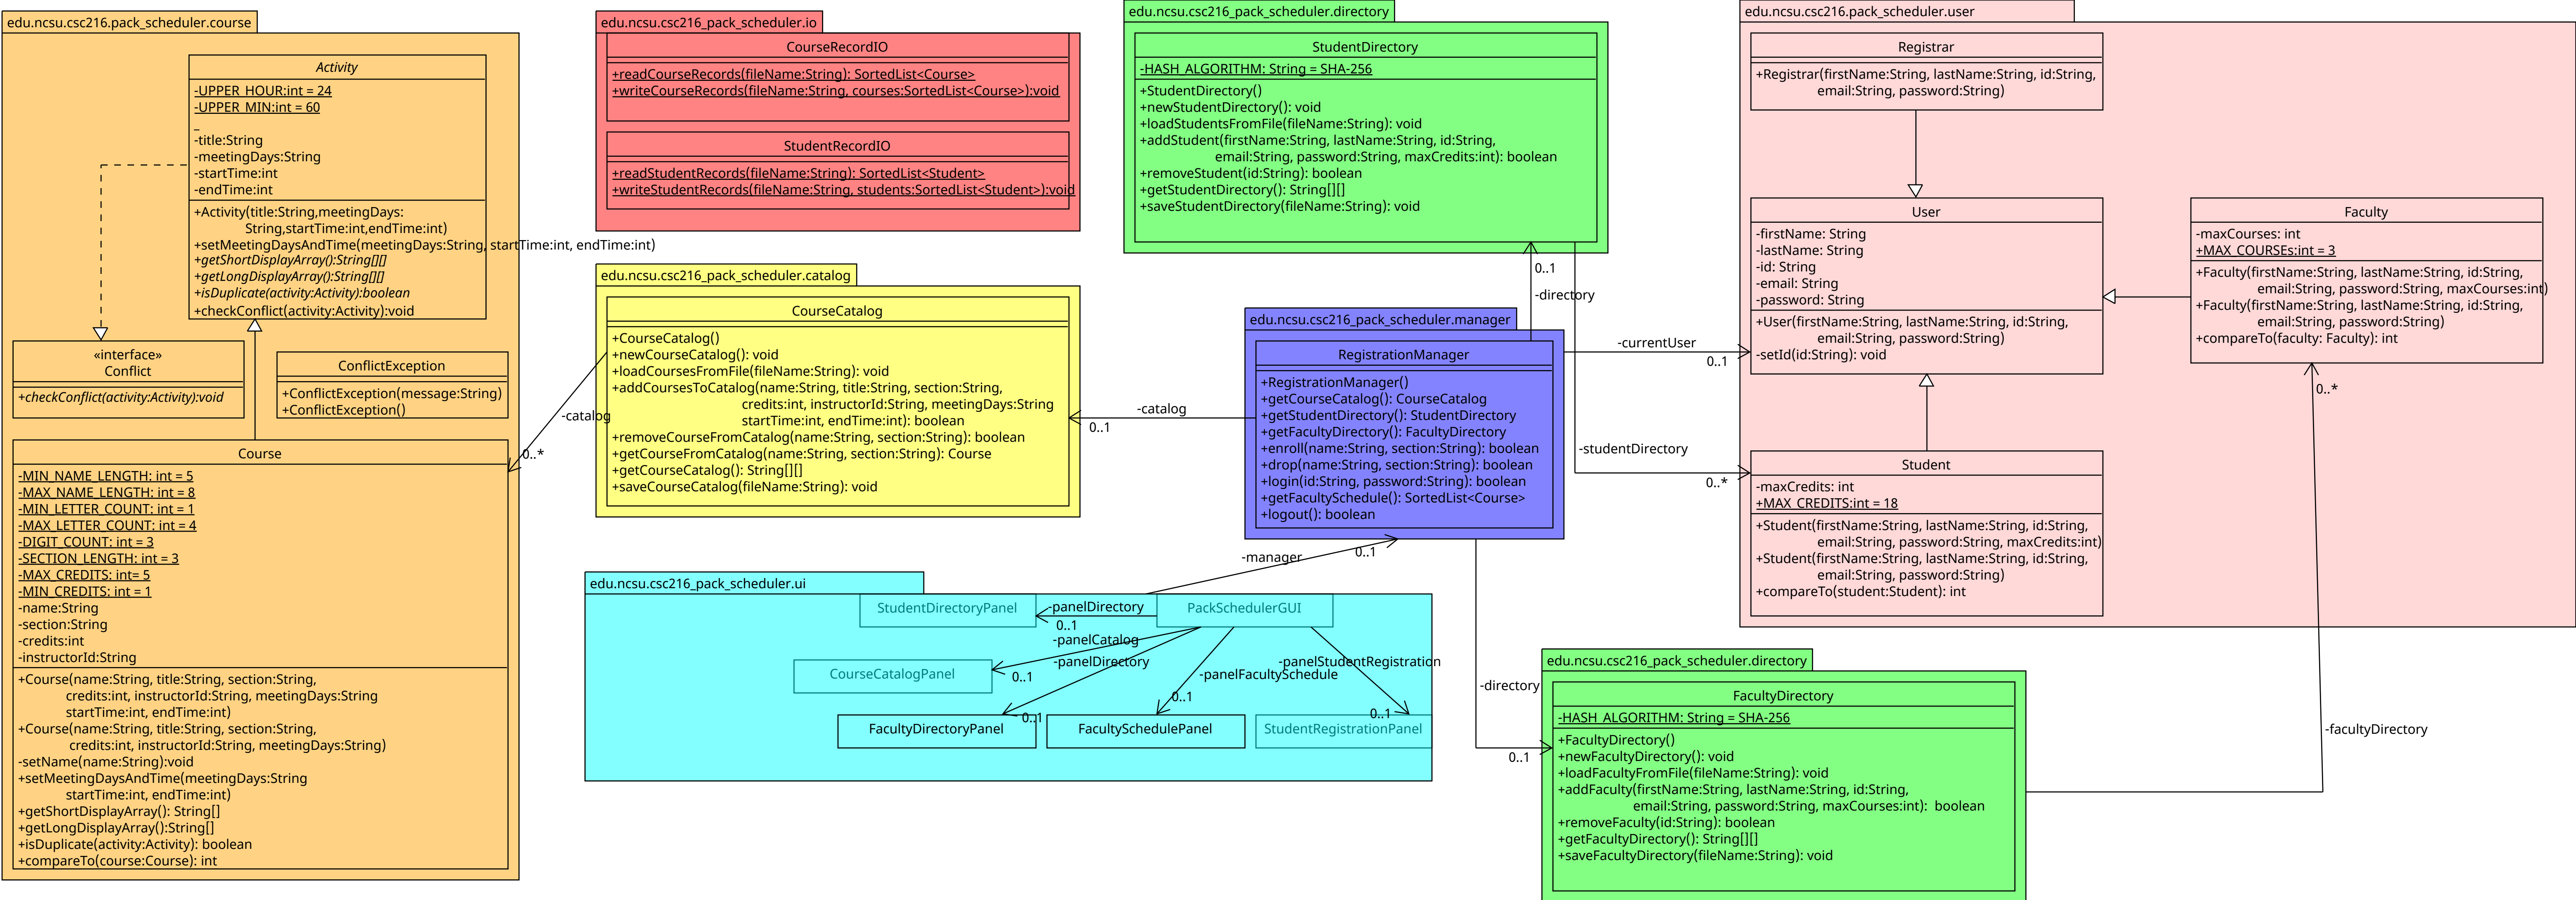 edu.ncsu.csc216.pack_scheduler.course
Activity
-UPPER_HOUR:int = 24
-UPPER_MIN:int = 60
_
-title:String
-meetingDays:String
-startTime:int
-endTime:int
+Activity(title:String,meetingDays:
String,startTime:int,endTime:int)
+setMeetingDaysAndTime(meetingDays:String, startTime:int, endTime:int)
+getShortDisplayArray():String[][]
+getLongDisplayArray():String[][]
+isDuplicate(activity:Activity):boolean
+checkConflict(activity:Activity):void
«interface»
Conflict
+checkConflict(activity:Activity):void
ConflictException
+ConflictException(message:String)
+ConflictException()
Course
-MIN_NAME_LENGTH: int = 5
-MAX_NAME_LENGTH: int = 8
-MIN_LETTER_COUNT: int = 1
-MAX_LETTER_COUNT: int = 4
-DIGIT_COUNT: int = 3
-SECTION_LENGTH: int = 3
-MAX_CREDITS: int= 5
-MIN_CREDITS: int = 1
-name:String
-section:String
-credits:int
-instructorId:String
+Course(name:String, title:String, section:String,
credits:int, instructorId:String, meetingDays:String
startTime:int, endTime:int)
+Course(name:String, title:String, section:String,
credits:int, instructorId:String, meetingDays:String)
-setName(name:String):void
+setMeetingDaysAndTime(meetingDays:String
startTime:int, endTime:int)
+getShortDisplayArray(): String[]
+getLongDisplayArray():String[]
+isDuplicate(activity:Activity): boolean
+compareTo(course:Course): int
edu.ncsu.csc216_pack_scheduler.io
CourseRecordIO
+readCourseRecords(fileName:String): SortedList<Course>
+writeCourseRecords(fileName:String, courses:SortedList<Course>):void
StudentRecordIO
+readStudentRecords(fileName:String): SortedList<Student>
+writeStudentRecords(fileName:String, students:SortedList<Student>):void
edu.ncsu.csc216_pack_scheduler.catalog
CourseCatalog
+CourseCatalog()
+newCourseCatalog(): void
+loadCoursesFromFile(fileName:String): void
+addCoursesToCatalog(name:String, title:String, section:String,
credits:int, instructorId:String, meetingDays:String
startTime:int, endTime:int): boolean
+removeCourseFromCatalog(name:String, section:String): boolean
+getCourseFromCatalog(name:String, section:String): Course
+getCourseCatalog(): String[][]
+saveCourseCatalog(fileName:String): void
-catalog
0..*
edu.ncsu.csc216_pack_scheduler.directory
StudentDirectory
-HASH_ALGORITHM: String = SHA-256
+StudentDirectory()
+newStudentDirectory(): void
+loadStudentsFromFile(fileName:String): void
+addStudent(firstName:String, lastName:String, id:String,
email:String, password:String, maxCredits:int): boolean
+removeStudent(id:String): boolean
+getStudentDirectory(): String[][]
+saveStudentDirectory(fileName:String): void
0..1
-directory
edu.ncsu.csc216_pack_scheduler.manager
RegistrationManager
+RegistrationManager()
+getCourseCatalog(): CourseCatalog
+getStudentDirectory(): StudentDirectory
+getFacultyDirectory(): FacultyDirectory
+enroll(name:String, section:String): boolean
+drop(name:String, section:String): boolean
+login(id:String, password:String): boolean
+getFacultySchedule(): SortedList<Course>
+logout(): boolean
-catalog
0..1
-currentUser
0..1
-studentDirectory
0..*
-manager
0..1
edu.ncsu.csc216_pack_scheduler.ui
StudentDirectoryPanel
-panelDirectory
0..1
PackSchedulerGUI
-panelCatalog
CourseCatalogPanel
0..1
-panelDirectory
-panelFacultySchedule
-panelStudentRegistration
0..1
0..1
0..1
FacultyDirectoryPanel
FacultySchedulePanel
StudentRegistrationPanel
-directory
0..1
edu.ncsu.csc216.pack_scheduler.user
Registrar
+Registrar(firstName:String, lastName:String, id:String,
email:String, password:String)
User
-firstName: String
-lastName: String
-id: String
-email: String
-password: String
+User(firstName:String, lastName:String, id:String,
email:String, password:String)
-setId(id:String): void
Faculty
-maxCourses: int
+MAX_COURSEs:int = 3
+Faculty(firstName:String, lastName:String, id:String,
email:String, password:String, maxCourses:int)
+Faculty(firstName:String, lastName:String, id:String,
email:String, password:String)
+compareTo(faculty: Faculty): int
0..*
Student
-maxCredits: int
+MAX_CREDITS:int = 18
+Student(firstName:String, lastName:String, id:String,
email:String, password:String, maxCredits:int)
+Student(firstName:String, lastName:String, id:String,
email:String, password:String)
+compareTo(student:Student): int
edu.ncsu.csc216_pack_scheduler.directory
FacultyDirectory
-HASH_ALGORITHM: String = SHA-256
+FacultyDirectory()
+newFacultyDirectory(): void
+loadFacultyFromFile(fileName:String): void
+addFaculty(firstName:String, lastName:String, id:String,
email:String, password:String, maxCourses:int): boolean
+removeFaculty(id:String): boolean
+getFacultyDirectory(): String[][]
+saveFacultyDirectory(fileName:String): void
-facultyDirectory